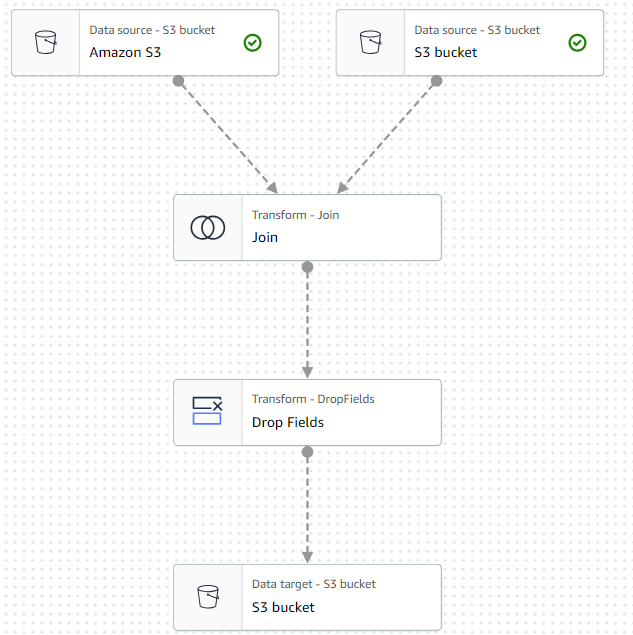 Data source - S3 bucket
Amazon S3
Data source - S3 bucket
S3 bucket
Transform - Join
Join
Transform - DropFields
Drop Fields
Data target - S3 bucket
S3 bucket